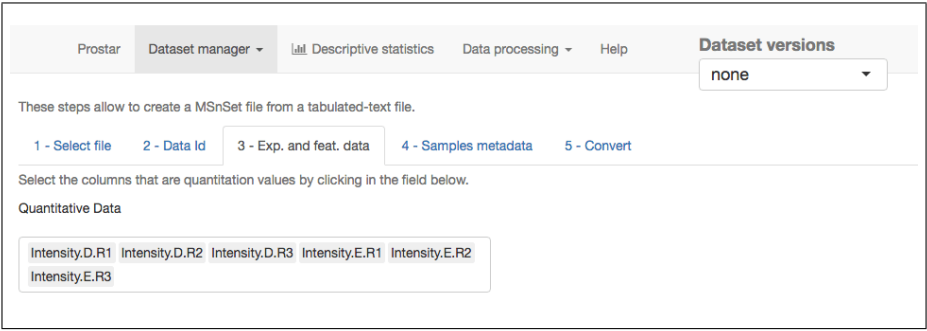 Prostar Dataset manager Descriptive statistics Data processing Help Dataset versions
none
These steps allow to create a MSnSet file from a tabulated-text file.
1 - Select file 2 - Data Id 3 - Exp. and feat. data 4 - Samples metadata 5 - Convert
Select the columns that are quantitation values by clicking in the field below.
Quantitative Data
Intensity.D.R1 Intensity.D.R2 Intensity.D.R3 Intensity.E.R1 Intensity.E.R2
Intensity.E.R3